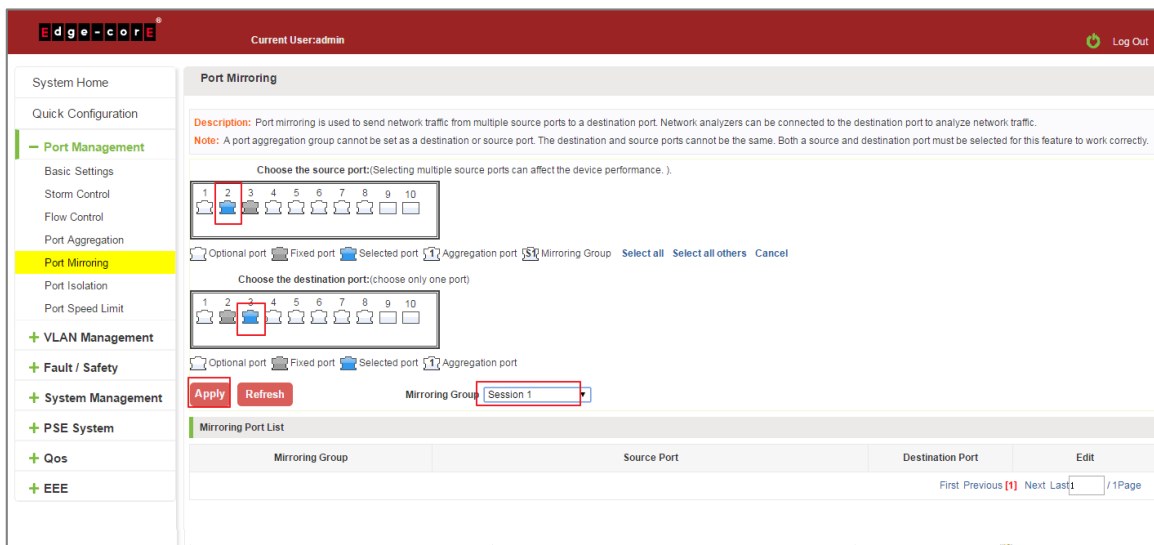 Edge-corE®
Current User:admin
Log Out
System Home
Quick Configuration
Port Management
Basic Settings
Storm Control
Flow Control
Port Aggregation
Port Mirroring
Port Isolation
Port Speed Limit
VLAN Management
Fault / Safety
System Management
PSE System
Qos
EEE
Port Mirroring
Description: Port mirroring is used to send network traffic from multiple source ports to a destination port. Network analyzers can be connected to the destination port to analyze network traffic.
Note: A port aggregation group cannot be set as a destination or source port. The destination and source ports cannot be the same. Both a source and destination port must be selected for this feature to work correctly.
Choose the source port:(Selecting multiple source ports can affect the device performance. ).
1 2 3 4 5 6 7 8 9 10
Optional port Fixed port Selected port 1 Aggregation port S1 Mirroring Group Select all Select all others Cancel
Choose the destination port:(choose only one port)
1 2 3 4 5 6 7 8 9 10
Optional port Fixed port Selected port 1 Aggregation port
Apply Refresh Mirroring Group Session 1
Mirroring Port List
Mirroring Group Source Port Destination Port Edit
First Previous [1] Next Last 1 / 1Page